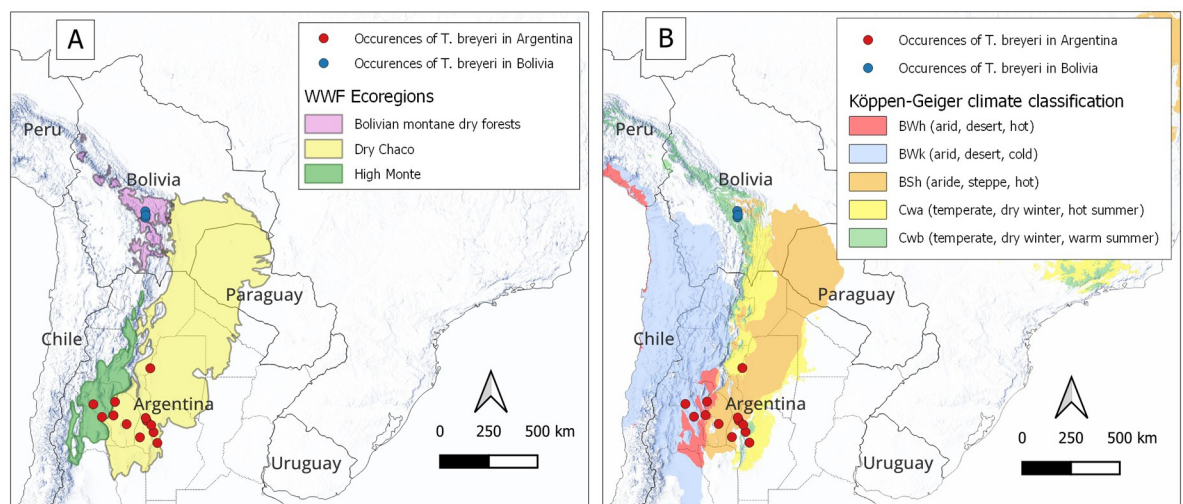 A
Occurences of T. breyeri in Argentina
Occurences of T. breyeri in Bolivia
WWF Ecoregions
Bolivian montane dry forests
Dry Chaco
High Monte
Peru
Bolivia
Paraguay
Chile
Argentina
Uruguay
0 250 500 km
B
Occurences of T. breyeri in Argentina
Occurences of T. breyeri in Bolivia
Köppen-Geiger climate classification
BWh (arid, desert, hot)
BWk (arid, desert, cold)
BSh (aride, steppe, hot)
Cwa (temperate, dry winter, hot summer)
Cwb (temperate, dry winter, warm summer)
Peru
Bolivia
Paraguay
Chile
Argentina
Uruguay
0 250 500 km